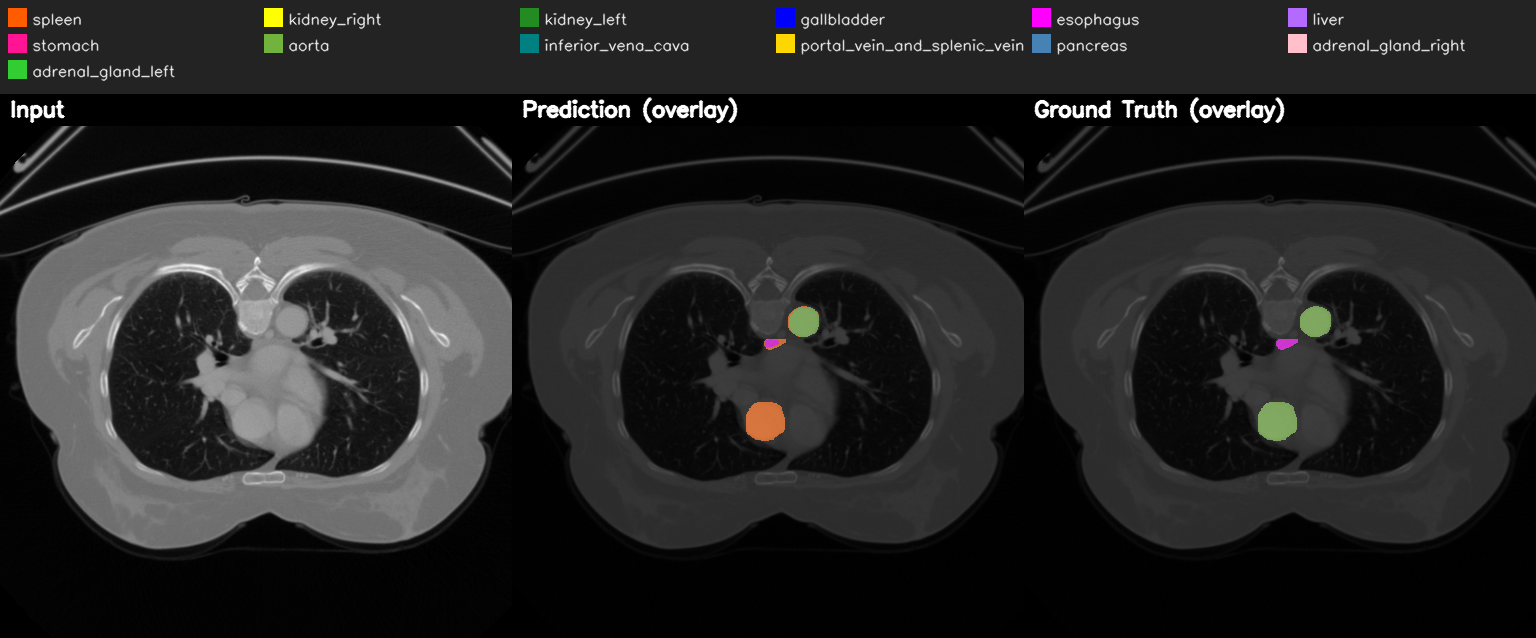 spleen kidney_right kidney_left gallbladder esophagus liver
stomach aorta inferior_vena_cava portal_vein_and_splenic_vein pancreas adrenal_gland_right
adrenal_gland_left
Input Prediction (overlay) Ground Truth (overlay)